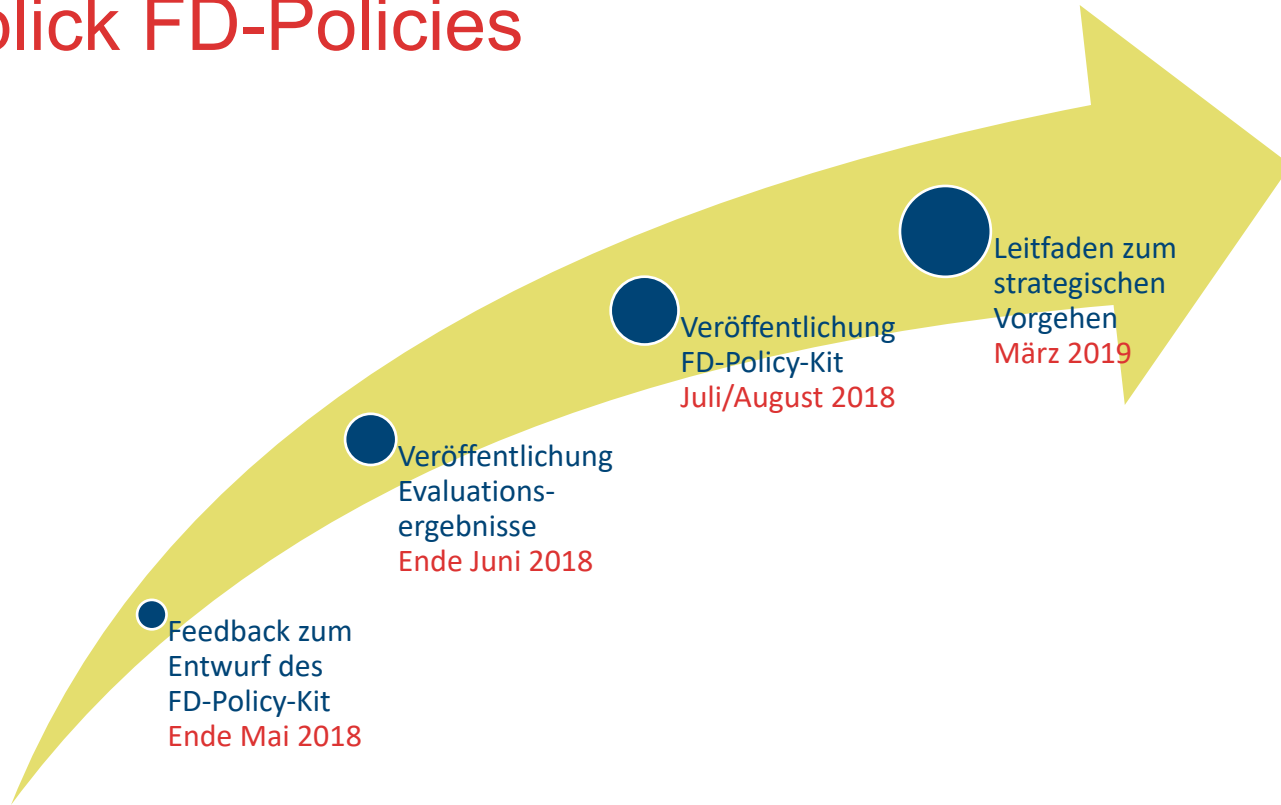 blick FD-Policies
Feedback zum
Entwurf des
FD-Policy-Kit
Ende Mai 2018
Veröffentlichung
Evaluations-
ergebnisse
Ende Juni 2018
Veröffentlichung
FD-Policy-Kit
Juli/August 2018
Leitfaden zum
strategischen
Vorgehen
März 2019